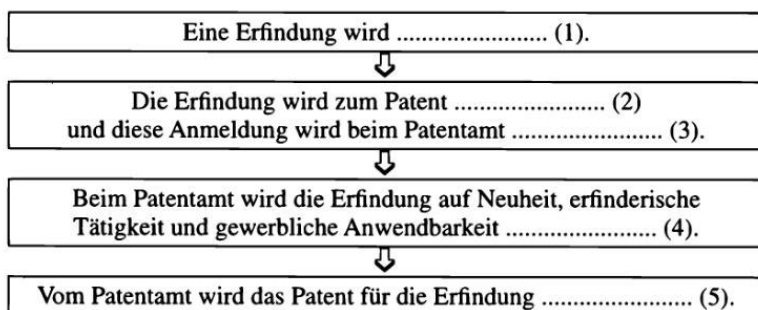 Eine Erfindung wird ........................ (1).
Die Erfindung wird zum Patent ........................ (2)
und diese Anmeldung wird beim Patentamt ........................ (3).
Beim Patentamt wird die Erfindung auf Neuheit, erfinderische
Tätigkeit und gewerbliche Anwendbarkeit ........................ (4).
Vom Patentamt wird das Patent für die Erfindung ........................ (5).